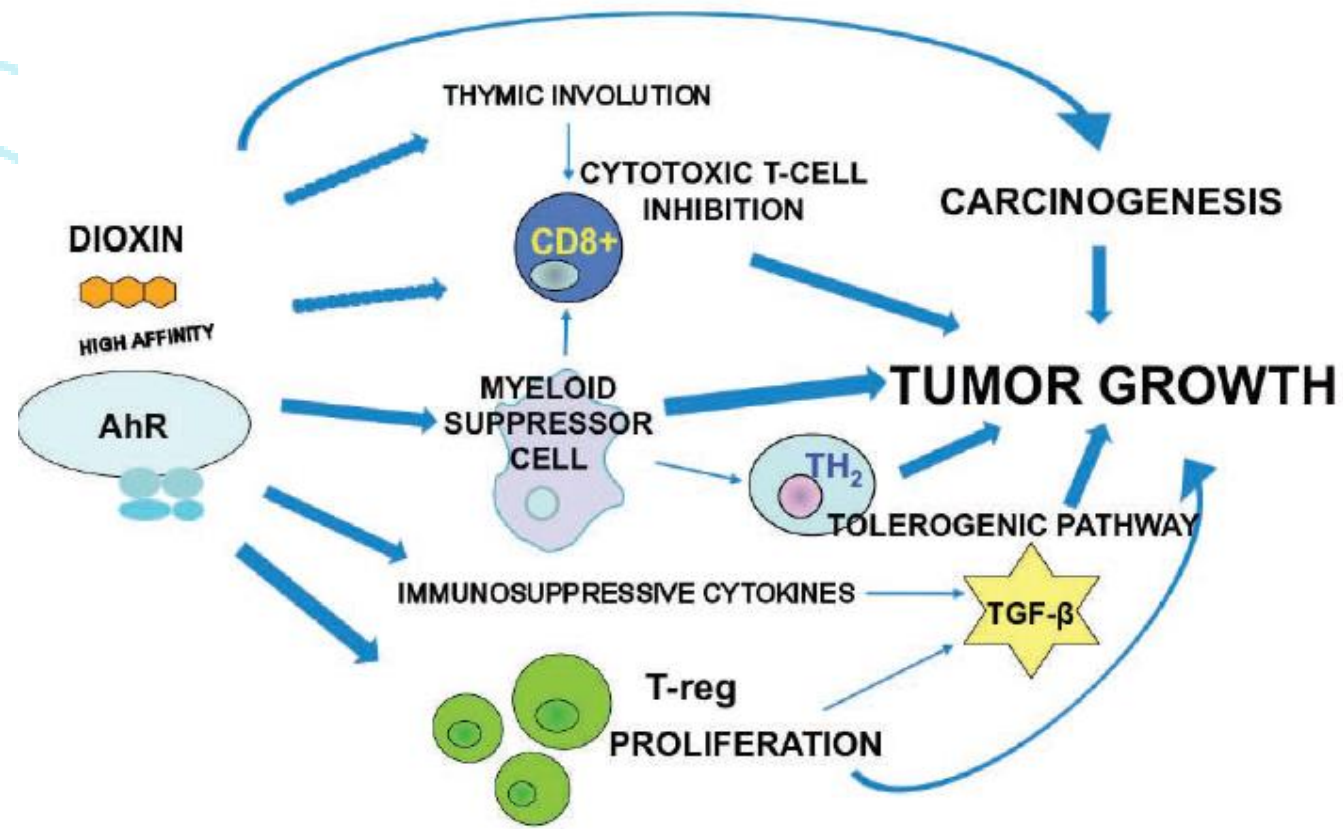 THYMIC INVOLUTION
CYTOTOXIC T-CELL
INHIBITION
CARCINOGENESIS
DIOXIN
CD8+
HIGH AFFINITY
AhR
MYELOID
SUPPRESSOR
CELL
TUMOR GROWTH
TH₂
TOLEROGENIC PATHWAY
IMMUNOSUPPRESSIVE CYTOKINES
TGF-β
T-reg
PROLIFERATION